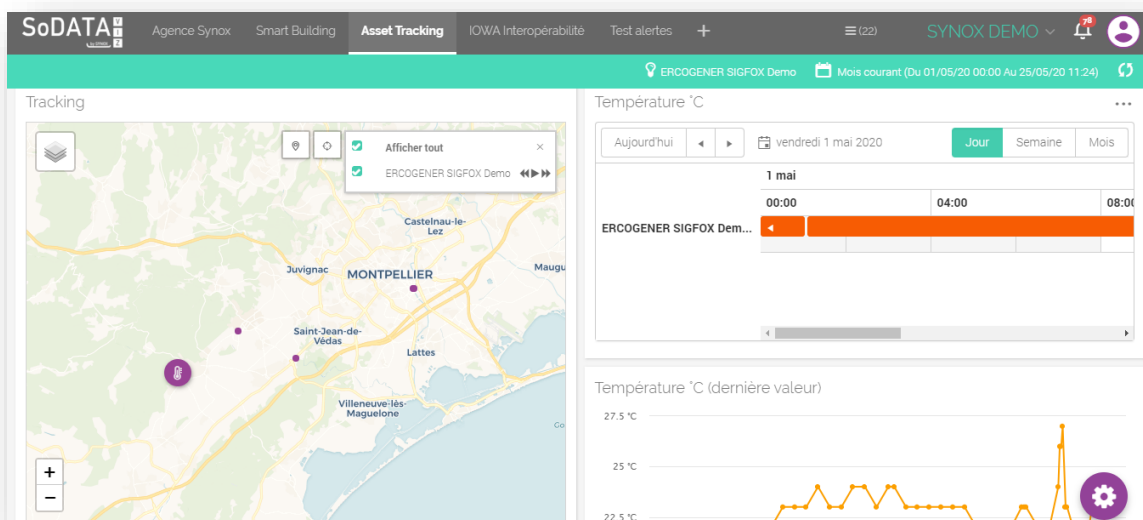 SoDATA VIZ
by SYNOX
Agence Synox Smart Building Asset Tracking IOWA Interopérabilité Test alertes + (22) SYNOX DEMO 78
ERCOGENER SIGFOX Demo Mois courant (Du 01/05/20 00:00 Au 25/05/20 11:24)
Tracking
Afficher tout ×
ERCOGENER SIGFOX Demo
Castelnau-le-
Lez
Juvignac
MONTPELLIER
Maugu
Saint-Jean-de-
Védas
Lattes
Villeneuve-lès-
Maguelone
Co
+
−
Température °C
Aujourd'hui vendredi 1 mai 2020 Jour Semaine Mois
1 mai
00:00 04:00 08:00
ERCOGENER SIGFOX Dem...
Température °C (dernière valeur)
27.5 °C
25 °C
22.5 °C